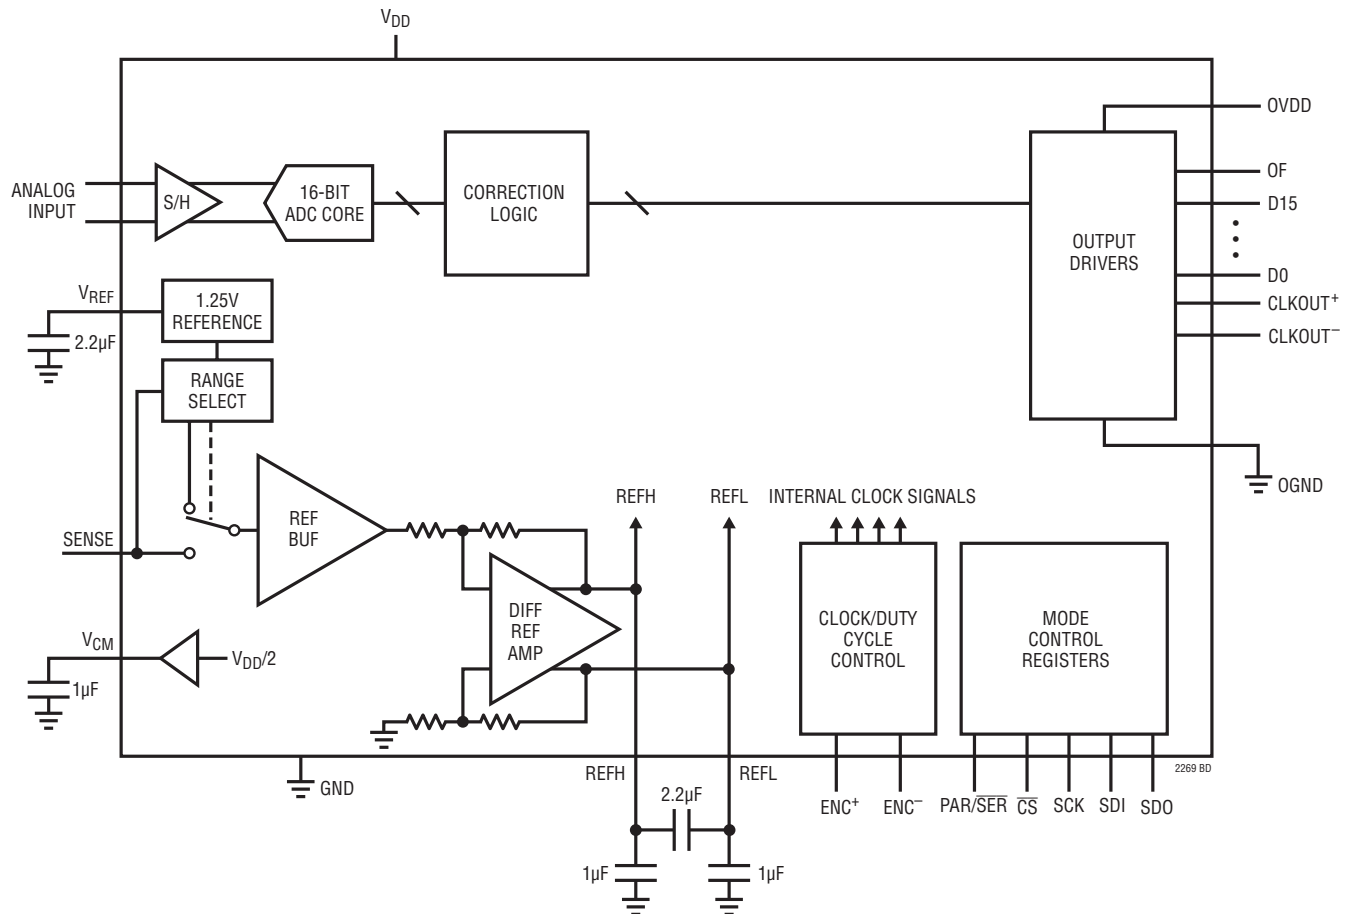 VDD
OVDD
OF
D15
D0
CLKOUT+
CLKOUT−
OGND
ANALOG
INPUT
S/H
16-BIT
ADC CORE
CORRECTION
LOGIC
OUTPUT
DRIVERS
VREF
2.2µF
1.25V
REFERENCE
RANGE
SELECT
SENSE
REF
BUF
REFH
REFL
INTERNAL CLOCK SIGNALS
DIFF
REF
AMP
CLOCK/DUTY
CYCLE
CONTROL
MODE
CONTROL
REGISTERS
VCM
VDD/2
1µF
GND
REFH
REFL
2.2µF
1µF
1µF
ENC+
ENC−
PAR/S̅E̅R̅
C̅S̅
SCK
SDI
SDO
2269 BD